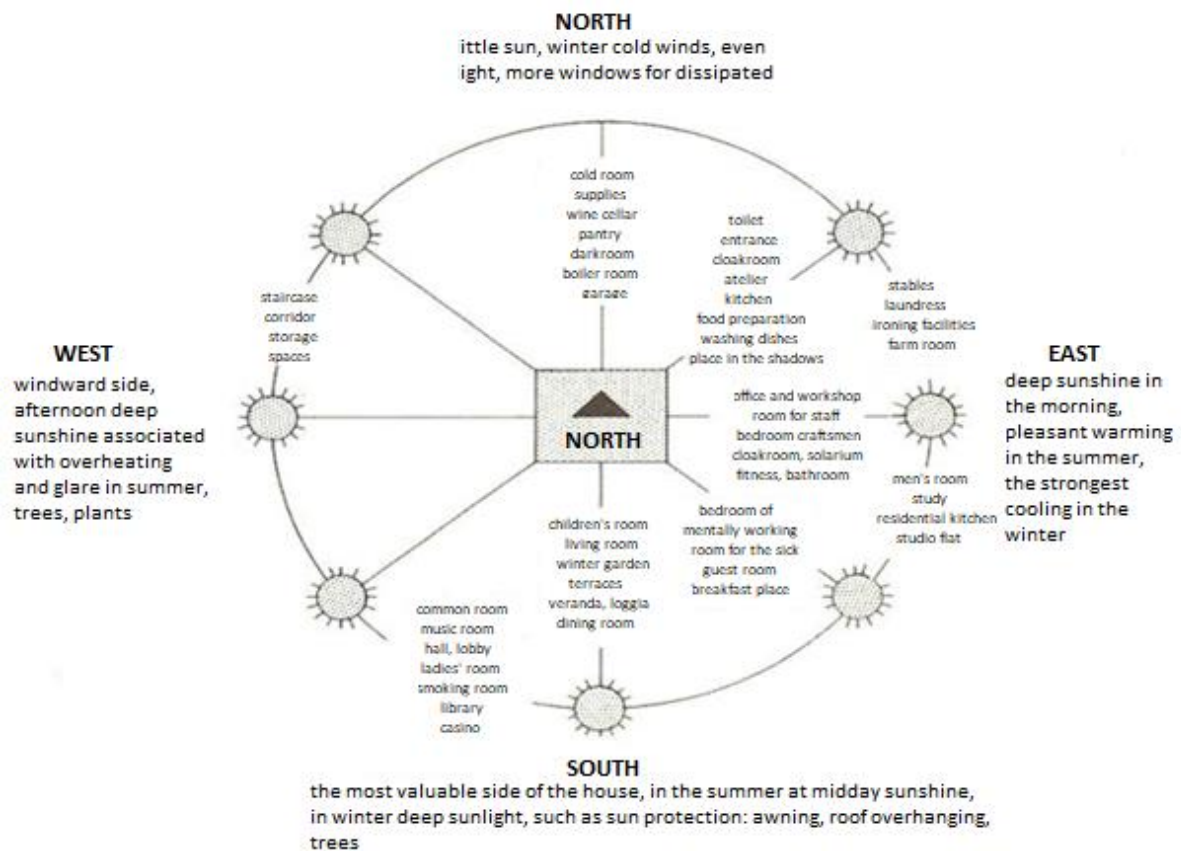 NORTH
ittle sun, winter cold winds, even
ight, more windows for dissipated
cold room
supplies
wine cellar
pantry
darkroom
boiler room
garage
toilet
entrance
cloakroom
atelier
kitchen
food preparation
washing dishes
place in the shadows
stables
laundress
ironing facilities
farm room
staircase
corridor
storage
spaces
WEST
windward side,
afternoon deep
sunshine associated
with overheating
and glare in summer,
trees, plants
NORTH
office and workshop
room for staff
bedroom craftsmen
cloakroom, solarium
fitness, bathroom
EAST
deep sunshine in
the morning,
pleasant warming
in the summer,
the strongest
cooling in the
winter
men's room
study
residential kitchen
studio flat
bedroom of
mentally working
room for the sick
guest room
breakfast place
children's room
living room
winter garden
terraces
veranda, loggia
dining room
common room
music room
hall, lobby
ladies' room
smoking room
library
casino
SOUTH
the most valuable side of the house, in the summer at midday sunshine,
in winter deep sunlight, such as sun protection: awning, roof overhanging,
trees